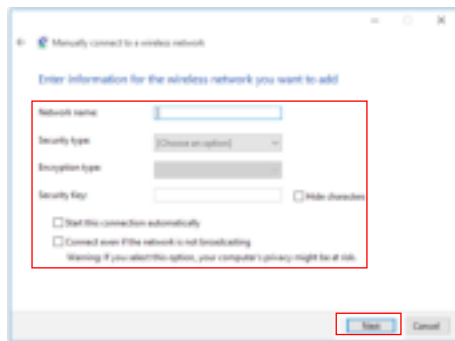 Manually connect to a wireless network
Enter information for the wireless network you want to add
Network name:
Security type: [Choose an option]
Encryption type:
Security Key: Hide characters
Start this connection automatically
Connect even if the network is not broadcasting
Warning: If you select this option, your computer's privacy might be at risk.
Next Cancel